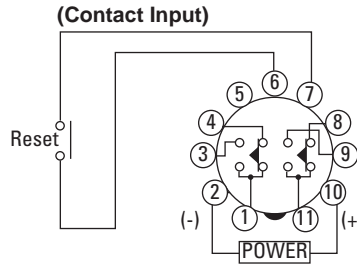 (Contact Input)
6
5 7
4 8
Reset 3 9
2 10
(-) 1 11 (+
POWER